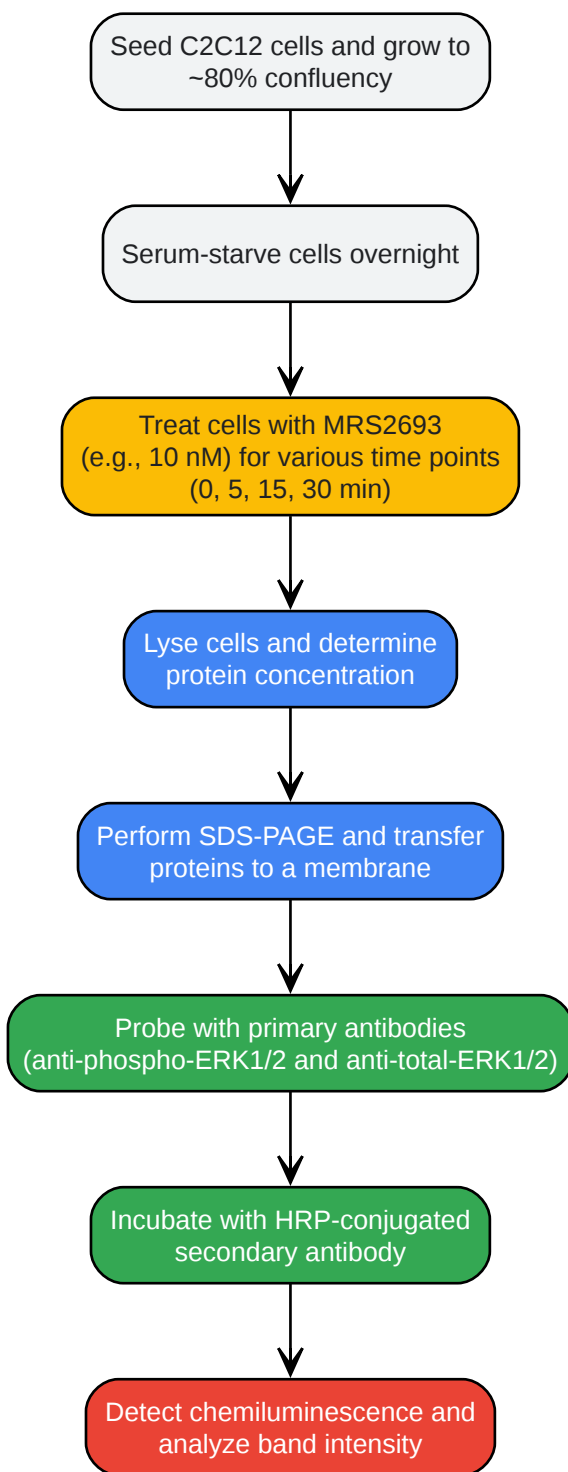 Seed C2C12 cells and grow to
~80% confluency
Serum-starve cells overnight
Treat cells with MRS2693
(e.g., 10 nM) for various time points
(0, 5, 15, 30 min)
Lyse cells and determine
protein concentration
Perform SDS-PAGE and transfer
proteins to a membrane
Probe with primary antibodies
(anti-phospho-ERK1/2 and anti-total-ERK1/2)
Incubate with HRP-conjugated
secondary antibody
Detect chemiluminescence and
analyze band intensity